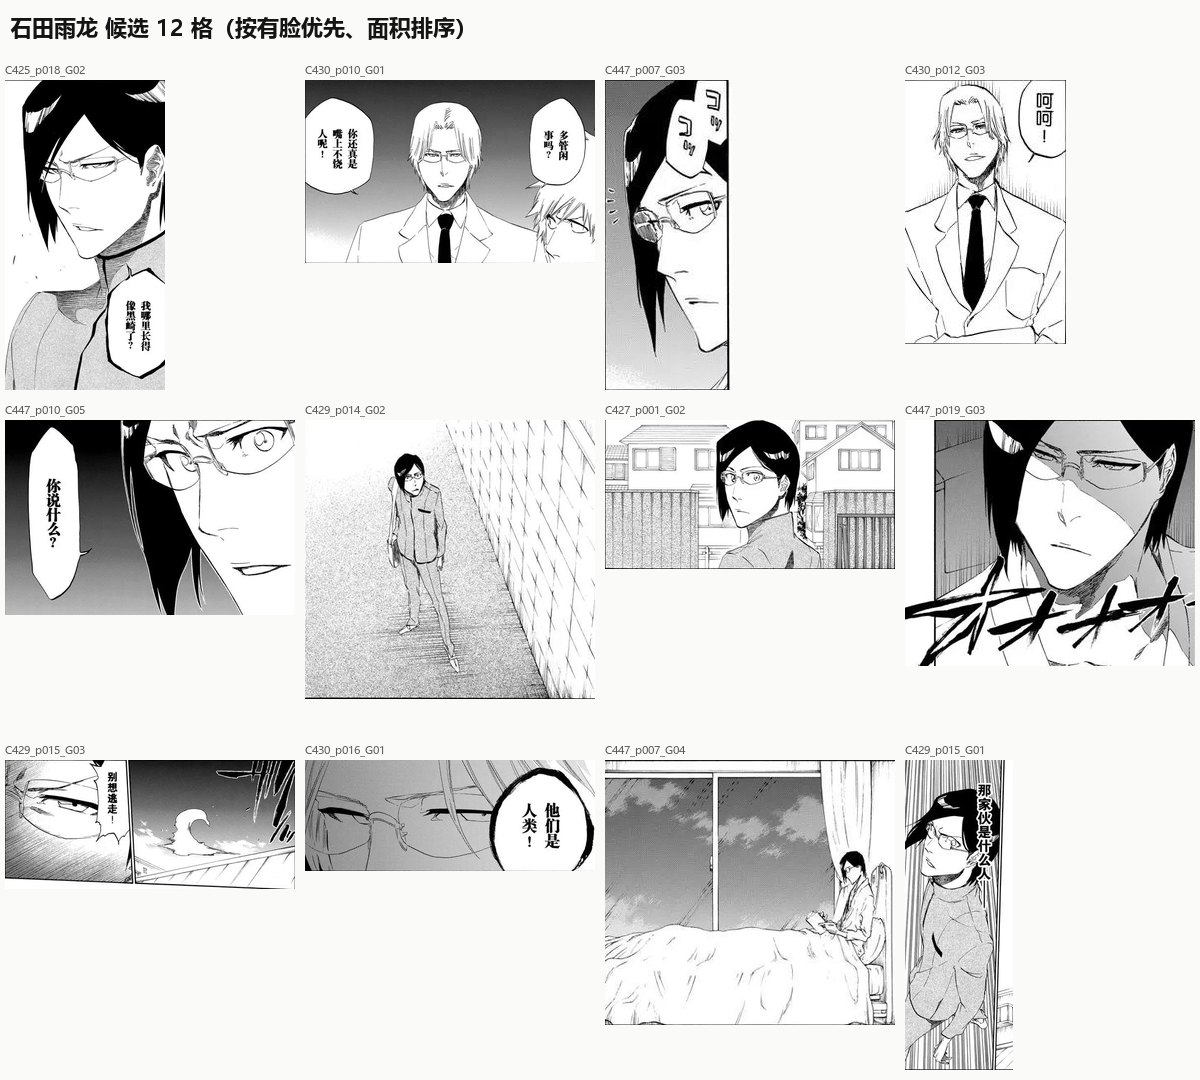 石田雨龙 候选 12 格（按有脸优先、面积排序）
C425_p018_G02
我哪里长得
像黑崎了？
C430_p010_G01
多管闲
事吗？
你还真是
嘴上不饶
人呢！
C447_p007_G03
コッ
コッ
C430_p012_G03
呵
呵！
C447_p010_G05
你说什么？
C429_p014_G02
C427_p001_G02
C447_p019_G03
C429_p015_G03
别想逃走！
C430_p016_G01
他们是
人类！
C447_p007_G04
C429_p015_G01
那家伙是什么人——